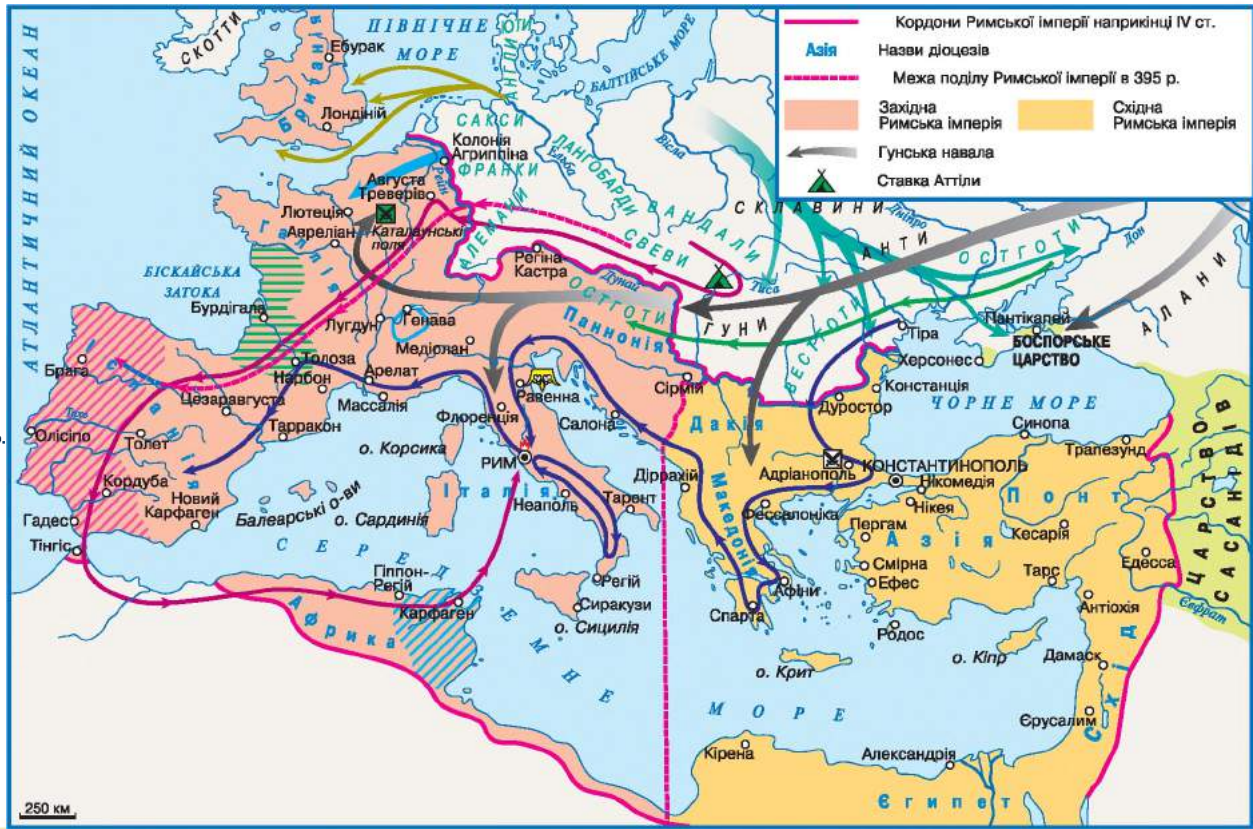 Кордони Римської імперії наприкінці IV ст.
Азія
Назви діоцезів
Межа поділу Римської імперії в 395 р.
Західна
Римська імперія
Східна
Римська імперія
Гунська навала
Ставка Аттіли
АТЛАНТИЧНИЙ ОКЕАН
СКОТТИ
Ебурак
Британія
Лондіній
ПІВНІЧНЕ
МОРЕ
АНГЛИ
БАЛТІЙСЬКЕ МОРЕ
САКСИ
Колонія
Агриппіна
ФРАНКИ
Рейн
Ельба
ЛАНГОБАРДИ
Вісла
ВАНДАЛИ
СВЕВИ
АЛЕМАНИ
СКЛАВИНИ
Дніпро
АНТИ
ОСТГОТИ
Дон
АЛАНИ
Августа
Треверів
Лютеція
Авреліан
Каталаунські
поля
Галлія
Регіна-
Кастра
Дунай
Тиса
ОСТГОТИ
ГУНИ
ВЕСТГОТИ
Паннонія
БІСКАЙСЬКА
ЗАТОКА
Бурдігала
Лугдун
Генава
Медіолан
Тіра
Пантікапей
БОСПОРСЬКЕ
ЦАРСТВО
Херсонес
Брага
Іспанія
Толоза
Нарбон
Арелат
Массалія
Равенна
Флоренція
Салона
Сірмій
Констанція
Дуростор
ЧОРНЕ МОРЕ
Тахо
Цезаравгуста
Олісіпо
Толет
Тарракон
о. Корсика
РИМ
Італія
Дакія
Діррахій
Адріанополь
КОНСТАНТИНОПОЛЬ
Синопа
Трапезунд
ЦАРСТВО
САСАНІДІВ
Кордуба
Новий
Карфаген
Балеарські о-ви
о. Сардинія
Неаполь
Тарент
Македонія
Фессалоніка
Нікомедія
Нікея
Понт
Гадес
Тінгіс
Пергам
Азія
Кесарія
Смірна
Ефес
Тарс
Едесса
Євфрат
СЕРЕДЗЕМНЕ
МОРЕ
Гіппон-
Регій
Карфаген
Африка
Регій
Сиракузи
о. Сицилія
Афіни
Спарта
Родос
о. Крит
о. Кіпр
Антіохія
Дамаск
Схід
Єрусалим
Кірена
Александрія
Єгипет
250 км